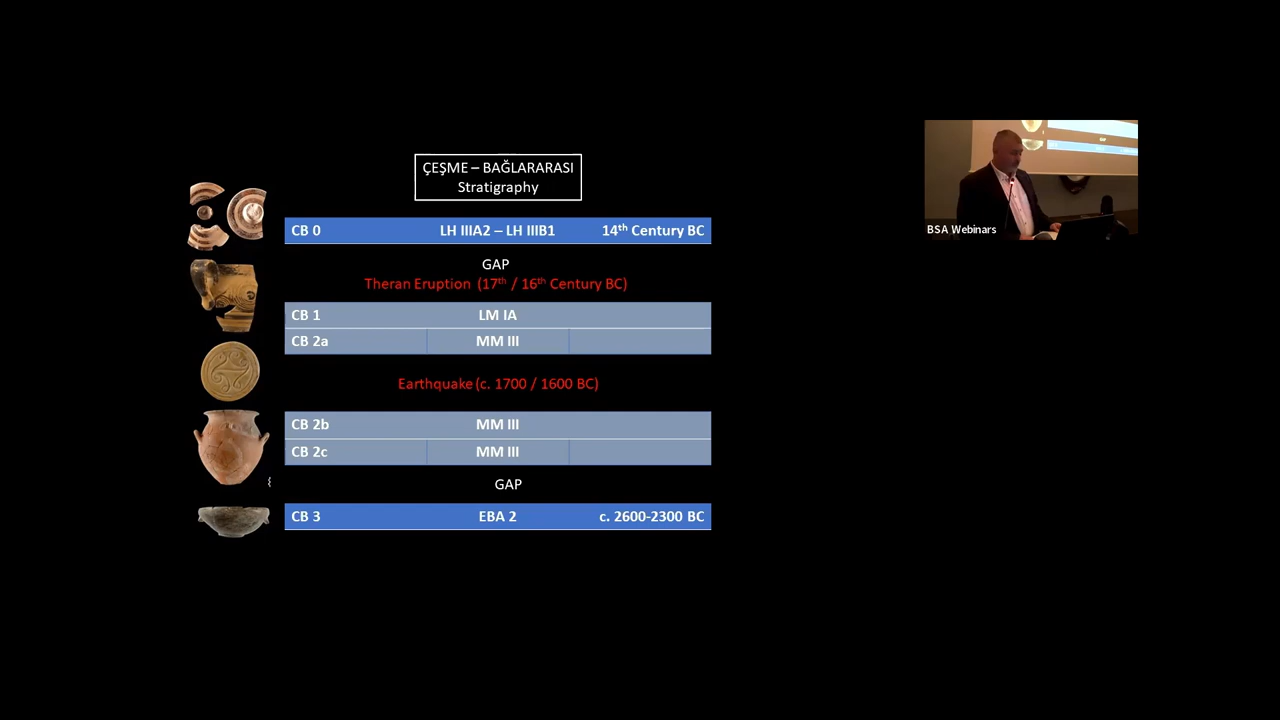 ÇEŞME – BAĞLARARASI
Stratigraphy
CB 0 LH IIIA2 – LH IIIB1 14th Century BC
GAP
Theran Eruption (17th / 16th Century BC)
CB 1 LM IA
CB 2a MM III
Earthquake (c. 1700 / 1600 BC)
CB 2b MM III
CB 2c MM III
GAP
CB 3 EBA 2 c. 2600-2300 BC
BSA Webinars